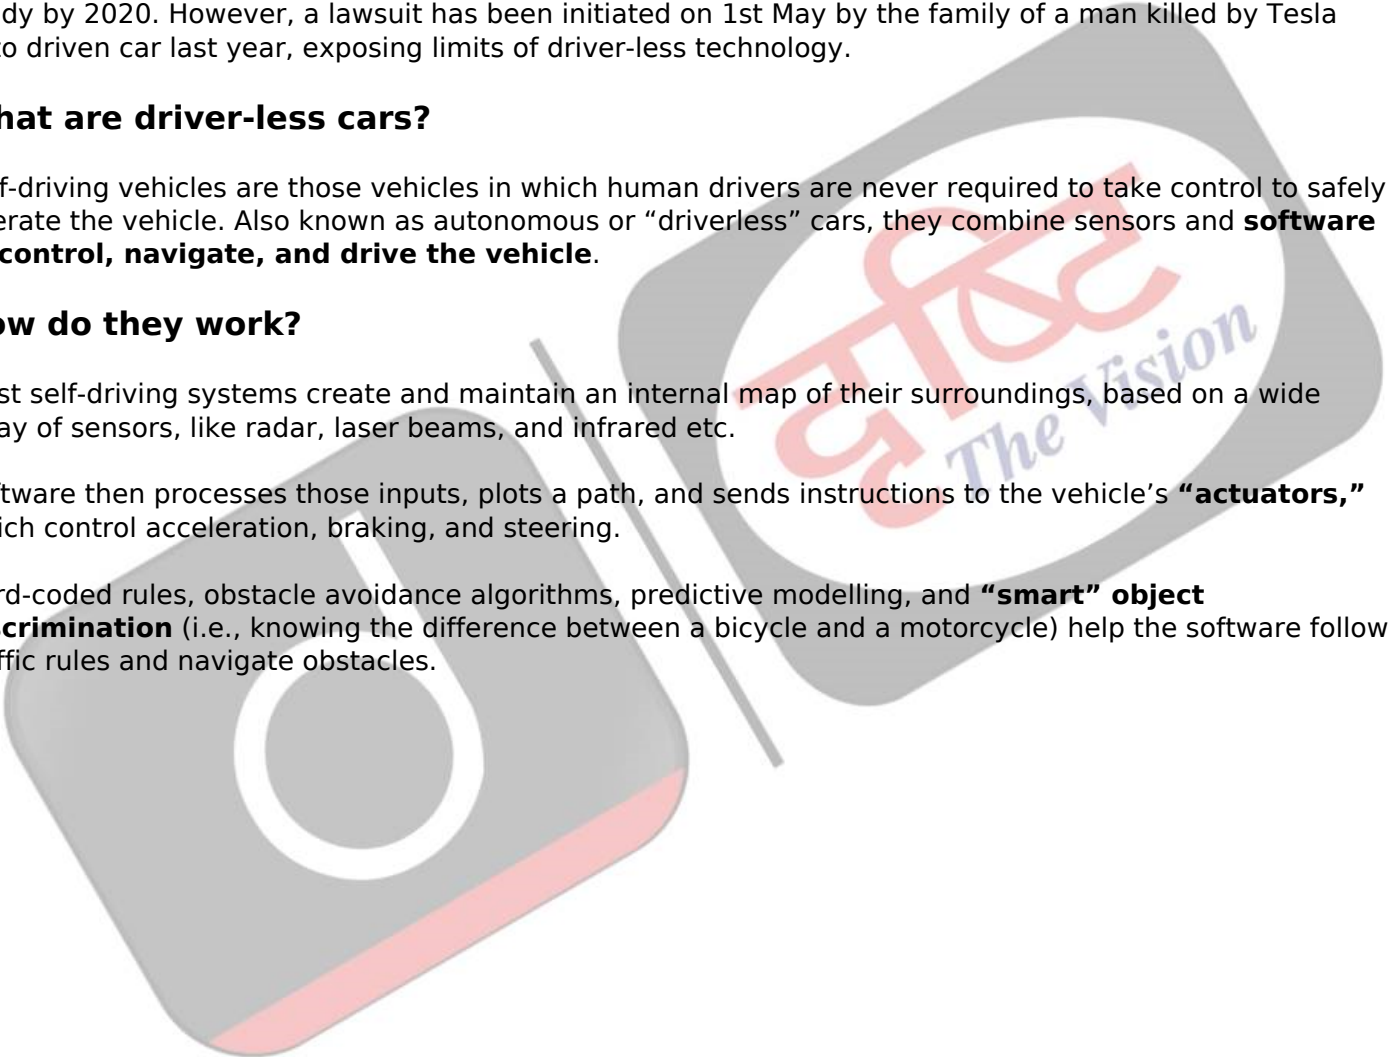 dy by 2020. However, a lawsuit has been initiated on 1st May by the family of a man killed by Tesla
to driven car last year, exposing limits of driver-less technology.
hat are driver-less cars?
f-driving vehicles are those vehicles in which human drivers are never required to take control to safely
erate the vehicle. Also known as autonomous or “driverless” cars, they combine sensors and software
control, navigate, and drive the vehicle.
ow do they work?
st self-driving systems create and maintain an internal map of their surroundings, based on a wide
ay of sensors, like radar, laser beams, and infrared etc.
tware then processes those inputs, plots a path, and sends instructions to the vehicle’s “actuators,”
ich control acceleration, braking, and steering.
rd-coded rules, obstacle avoidance algorithms, predictive modelling, and “smart” object
crimination (i.e., knowing the difference between a bicycle and a motorcycle) help the software follow
ffic rules and navigate obstacles.
d
दृष्टि
The Vision